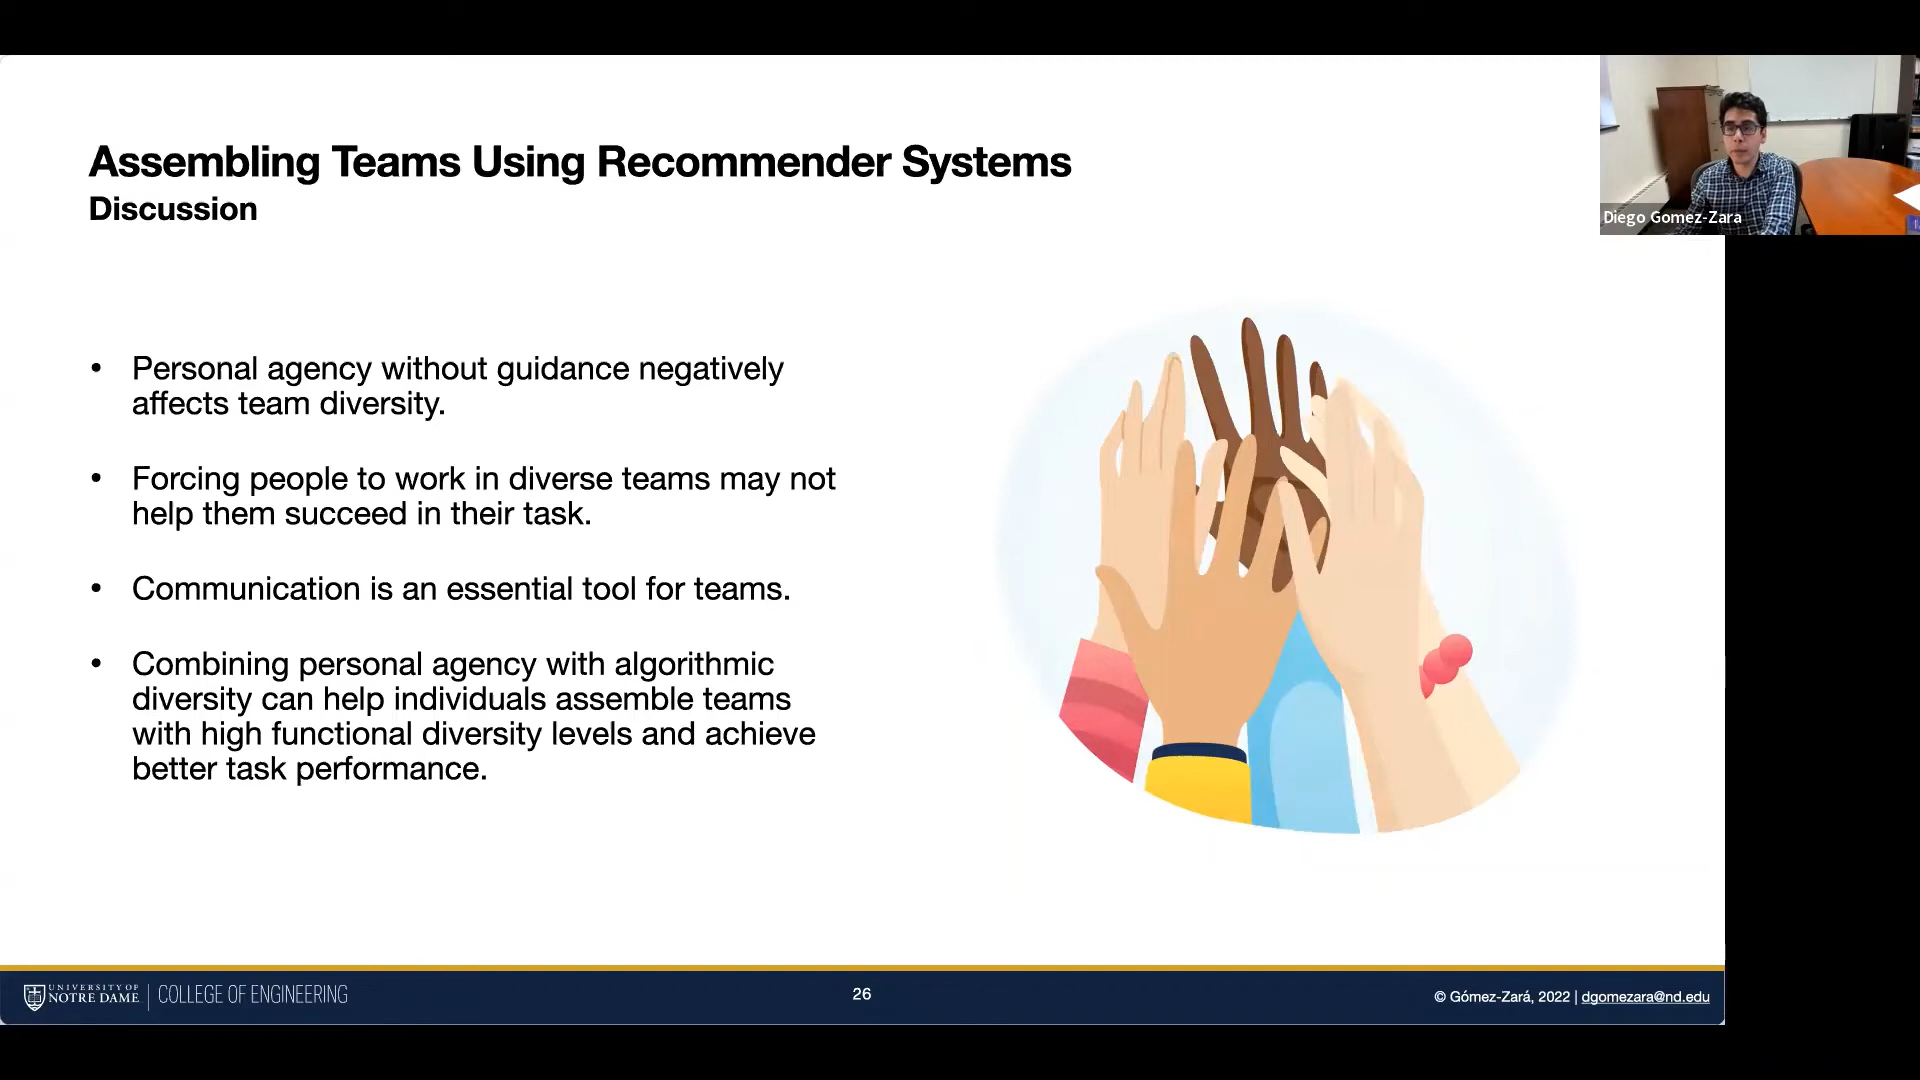 Assembling Teams Using Recommender Systems
Discussion
Diego Gomez-Zara
• Personal agency without guidance negatively
affects team diversity.
• Forcing people to work in diverse teams may not
help them succeed in their task.
• Communication is an essential tool for teams.
• Combining personal agency with algorithmic
diversity can help individuals assemble teams
with high functional diversity levels and achieve
better task performance.
UNIVERSITY OF
NOTRE DAME
COLLEGE OF ENGINEERING
26
© Gómez-Zará, 2022 | dgomezara@nd.edu